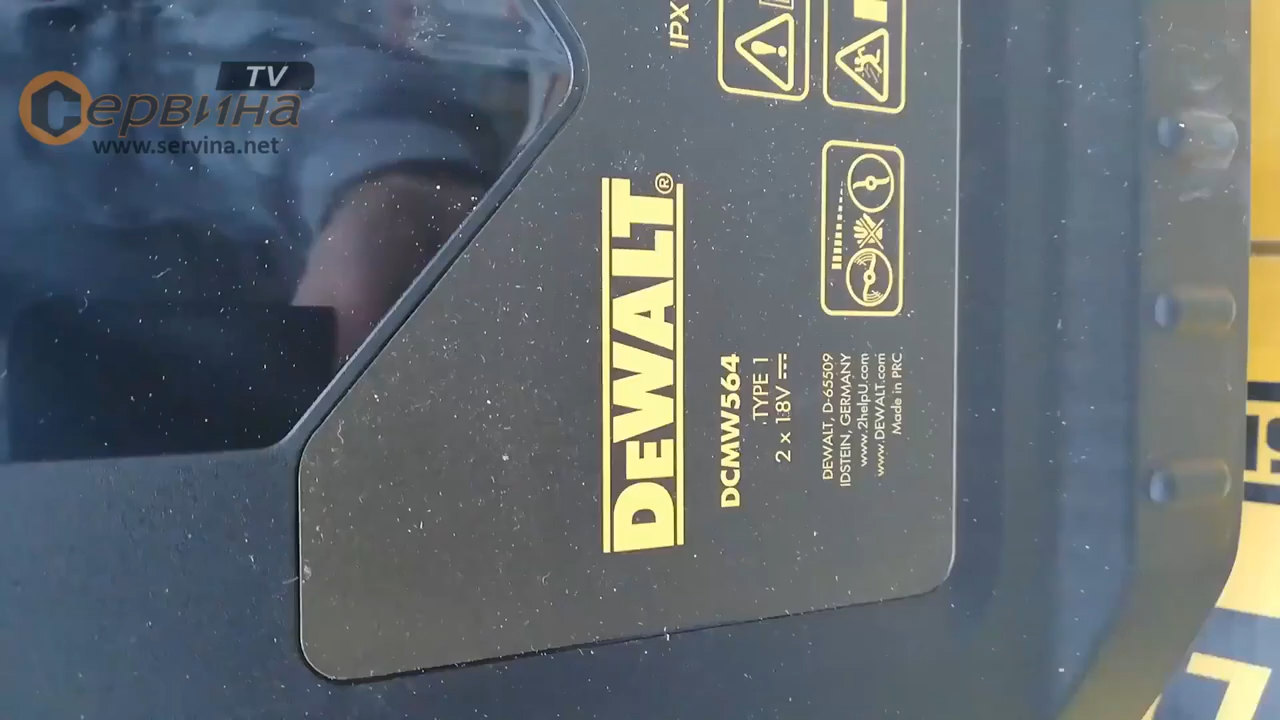 TV
Сервина
www.servina.net
IPX
DEWALT®
DCMW564
TYPE 1
2 x 18V
DEWALT, D-65509
IDSTEIN, GERMANY
www.2helpU.com
www.DEWALT.com
Made in PRC